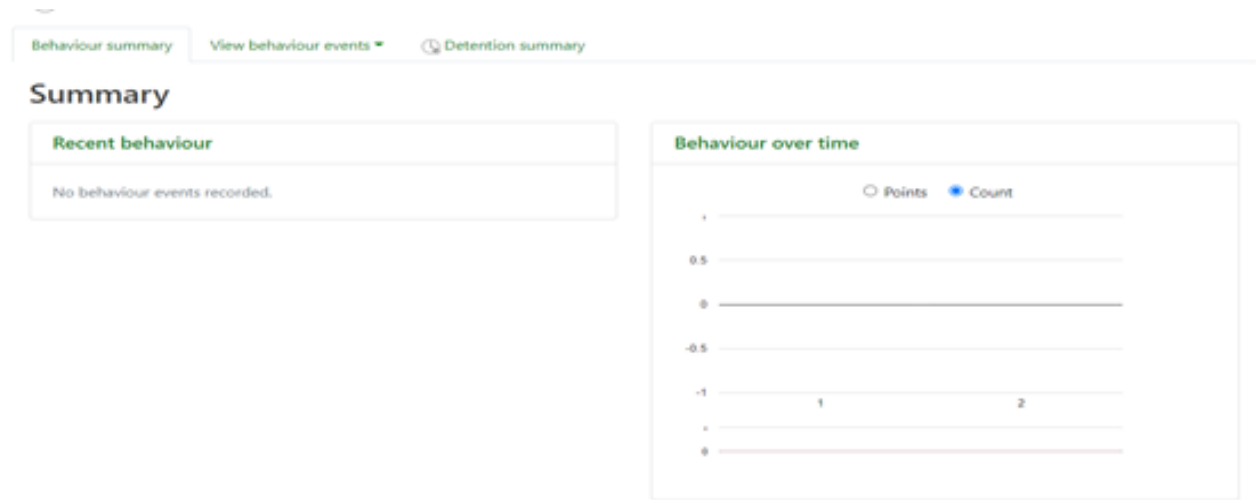 Behaviour summary View behaviour events Detention summary
Summary
Recent behaviour
No behaviour events recorded.
Behaviour over time
Points Count
1
0.5
0
-0.5
-1
1 2
0